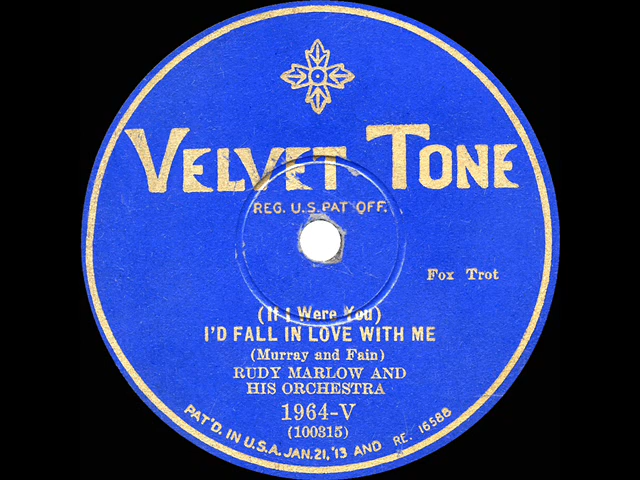 VELVET TONE
REG. U.S. PAT. OFF.
Fox Trot
(If I Were You)
I'D FALL IN LOVE WITH ME
(Murray and Fain)
RUDY MARLOW AND
HIS ORCHESTRA
1964-V
(100315)
PAT'D. IN U.S.A. JAN. 21, '13 AND RE. 16588